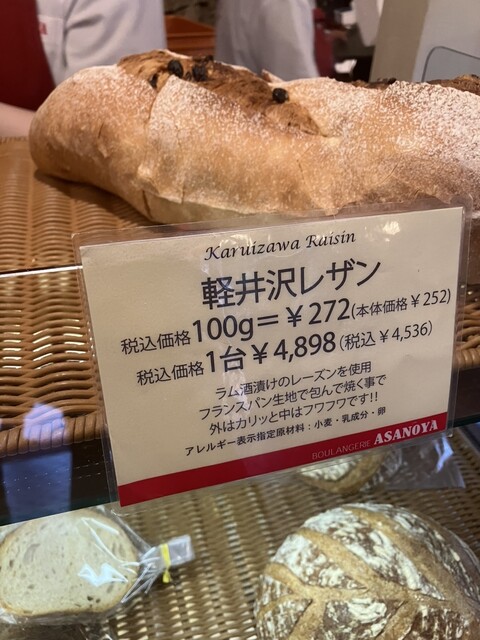 Karuizawa Raisin
軽井沢レザン
税込価格100g=¥272(本体価格¥252)
税込価格1台¥4,898(税込¥4,536)
ラム酒漬けのレーズンを使用
フランスパン生地で包んで焼く事で
外はカリッと中はフワフワです!!
アレルギー表示指定原材料:小麦・乳成分・卵
BOULANGERIE ASANOYA